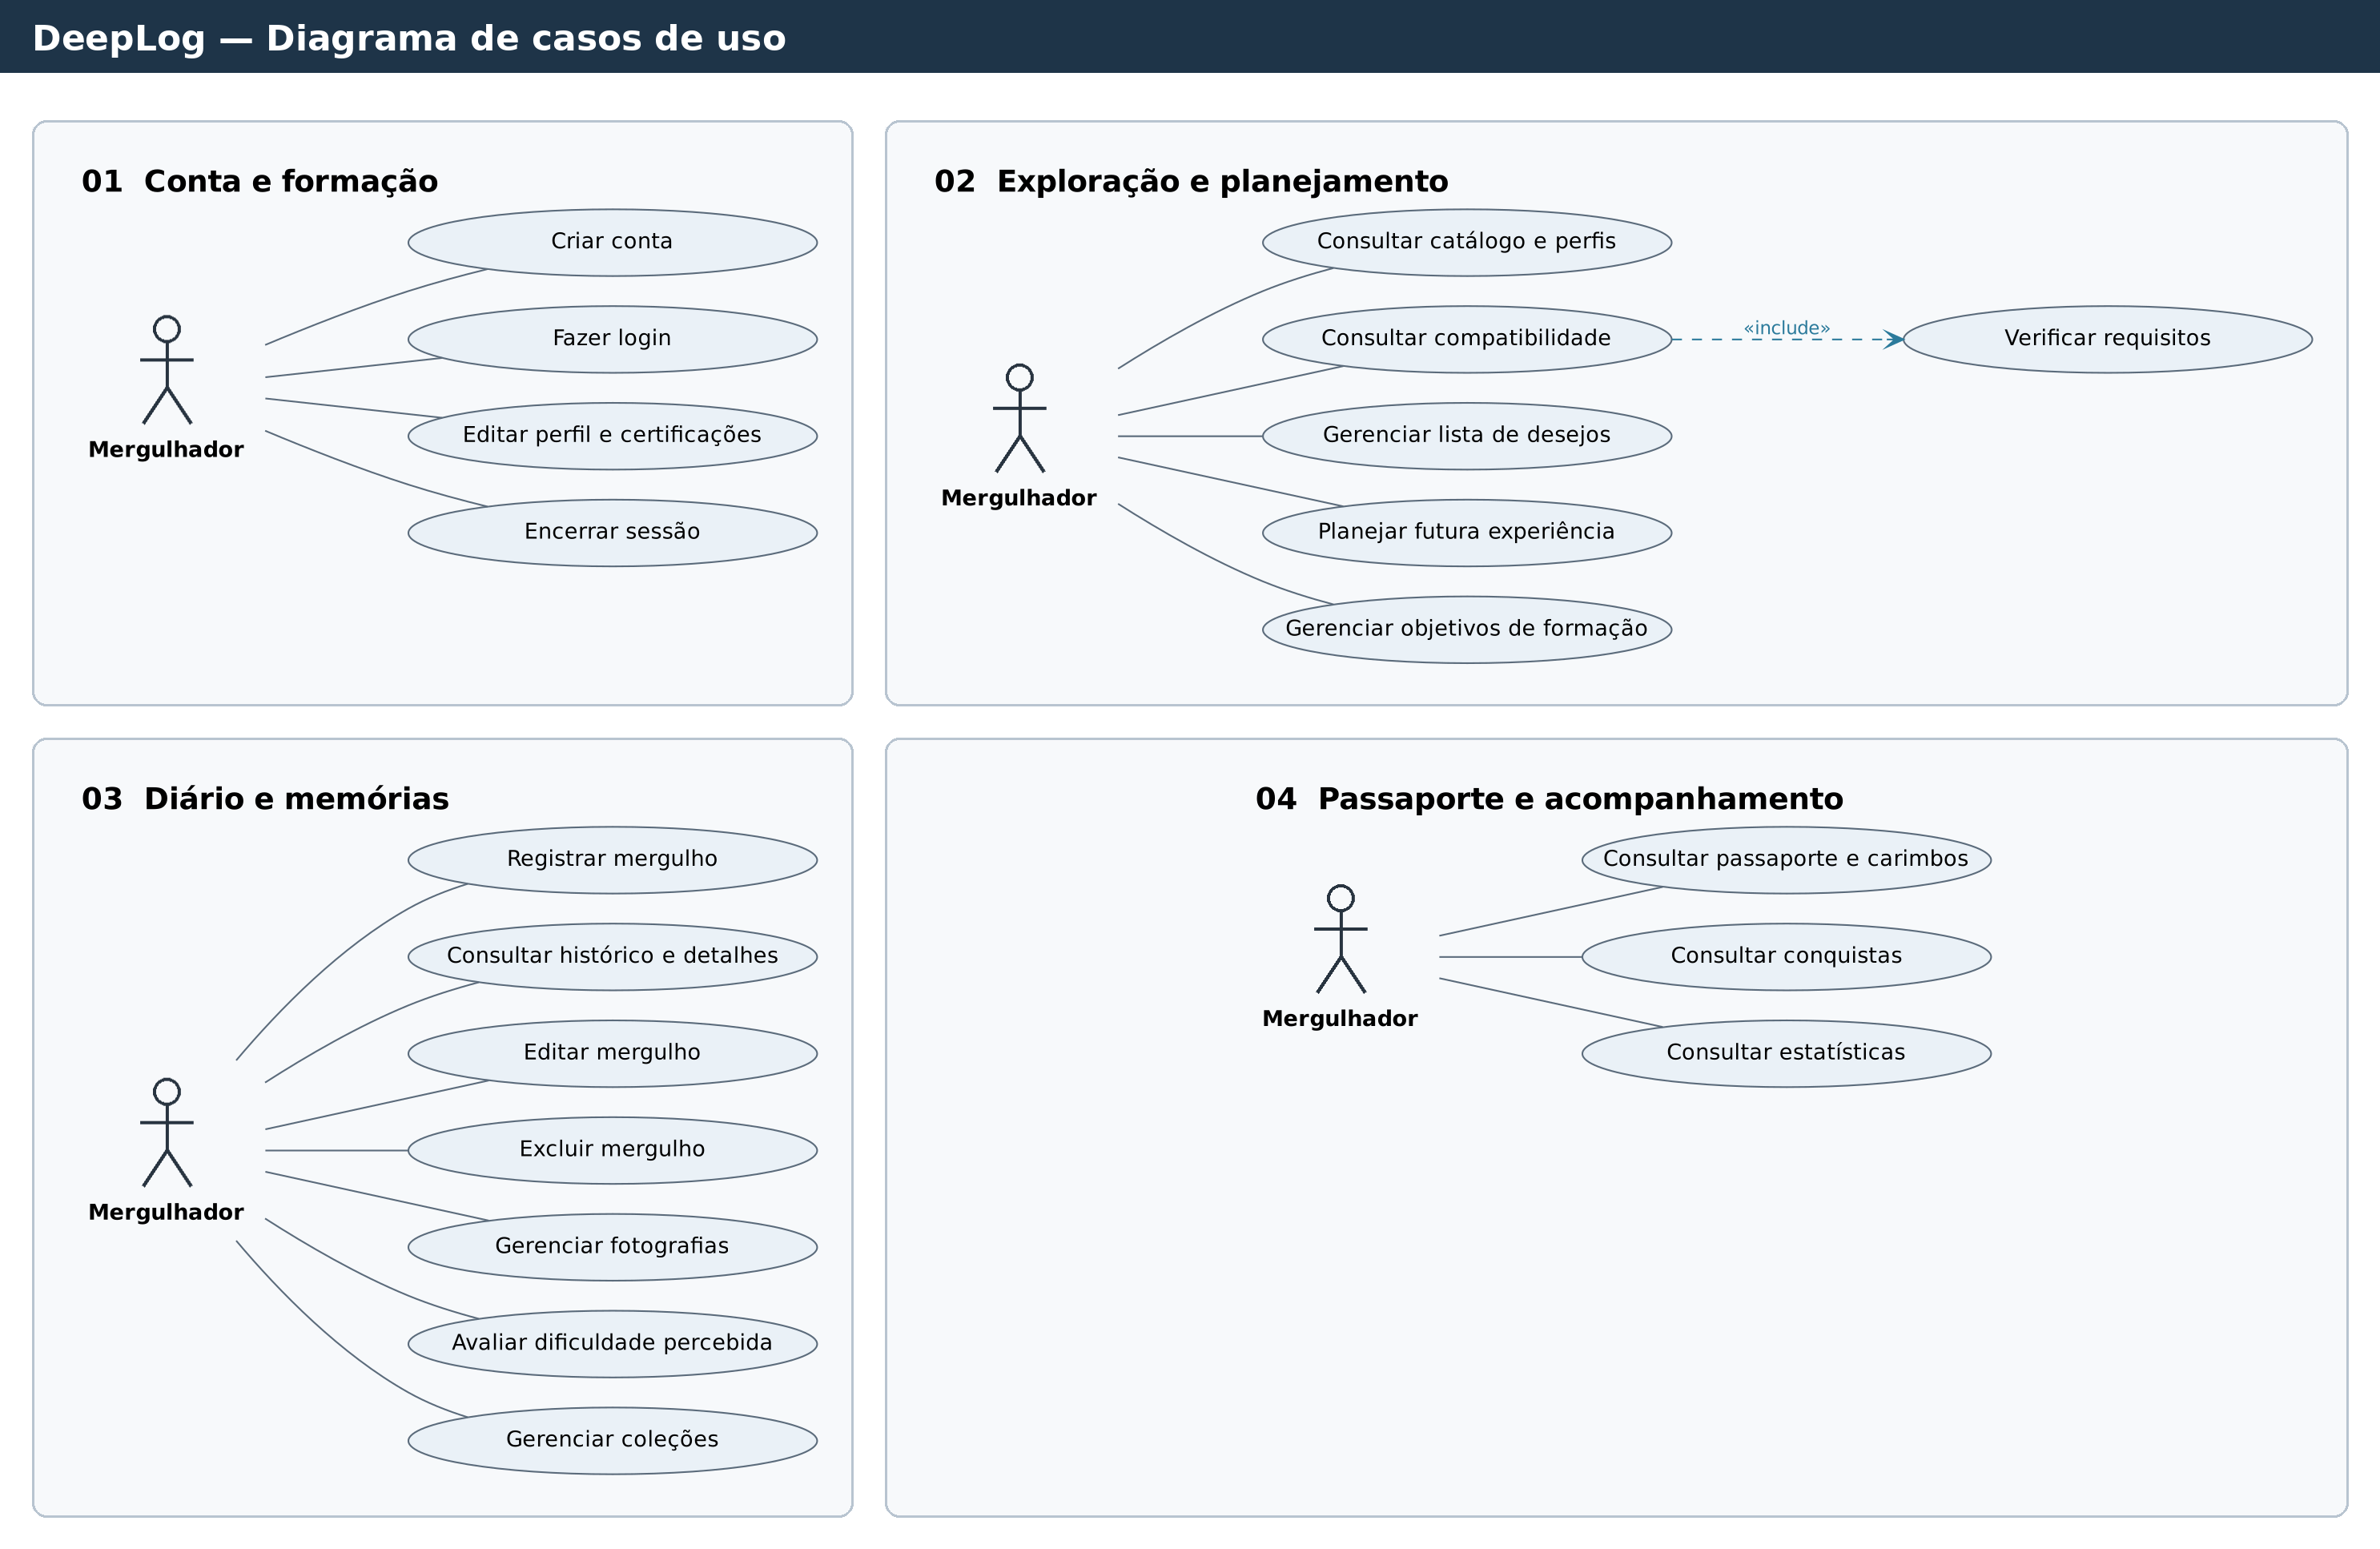 DeepLog — Diagrama de casos de uso
01 Conta e formação
Criar conta
Fazer login
Editar perfil e certificações
Encerrar sessão
Mergulhador
02 Exploração e planejamento
Consultar catálogo e perfis
Consultar compatibilidade
«include»
Verificar requisitos
Gerenciar lista de desejos
Planejar futura experiência
Gerenciar objetivos de formação
Mergulhador
03 Diário e memórias
Registrar mergulho
Consultar histórico e detalhes
Editar mergulho
Excluir mergulho
Gerenciar fotografias
Avaliar dificuldade percebida
Gerenciar coleções
Mergulhador
04 Passaporte e acompanhamento
Consultar passaporte e carimbos
Consultar conquistas
Consultar estatísticas
Mergulhador